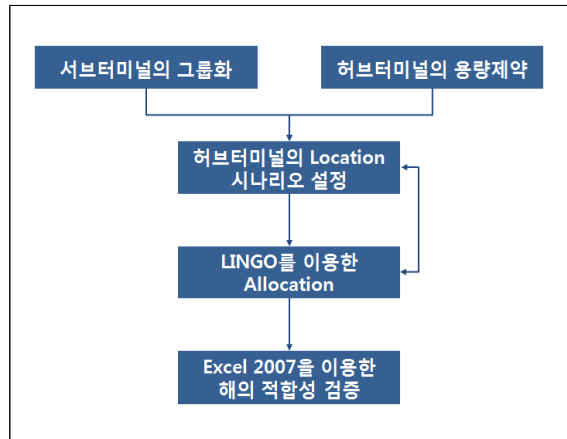 서브터미널의 그룹화
허브터미널의 용량제약
허브터미널의 Location
시나리오 설정
LINGO를 이용한
Allocation
Excel 2007을 이용한
해의 적합성 검증